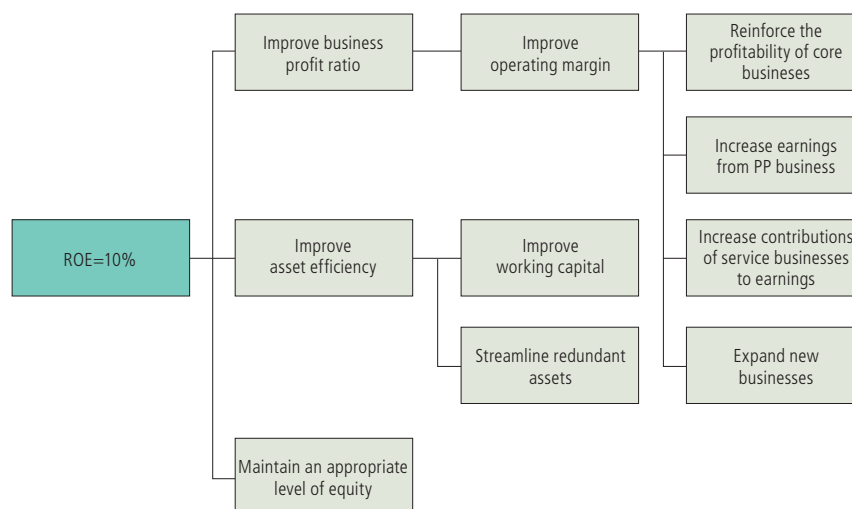 Improve business
profit ratio
Improve
operating margin
Reinforce the
profitability of core
busineses
Increase earnings
from PP business
ROE=10%
Improve
asset efficiency
Improve
working capital
Increase contributions
of service businesses
to earnings
Streamline redundant
assets
Expand new
businesses
Maintain an appropriate
level of equity